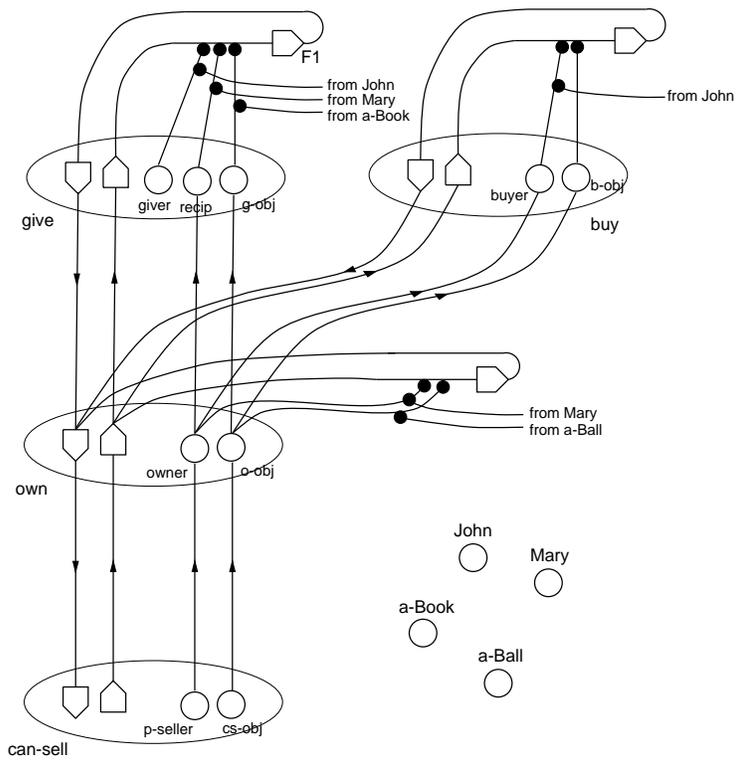 F1
from John
from Mary
from a-Book
from John
giver
recip
g-obj
buyer
b-obj
give
buy
from Mary
from a-Ball
owner
o-obj
own
John
Mary
a-Book
a-Ball
p-seller
cs-obj
can-sell